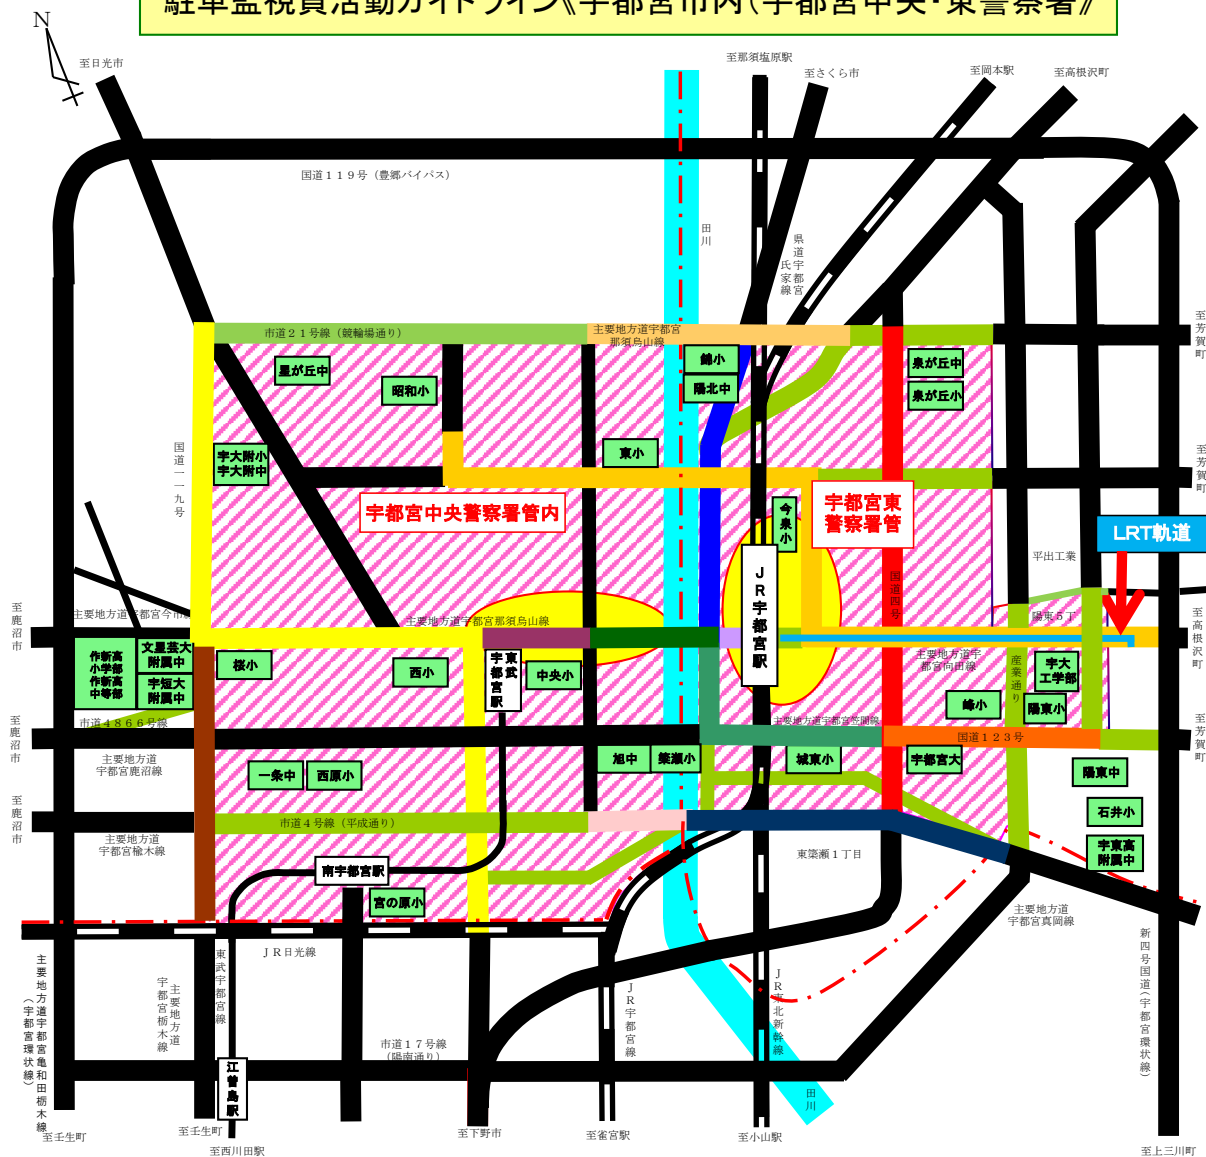 駐車監視員活動ガイドライン《宇都宮市内（宇都宮中央・東警察署》
N
至日光市
至那須塩原駅
至さくら市
至岡本駅
至高根沢町
国道１１９号（豊郷バイパス）
田川
県道宇都宮
氏家線
市道２１号線（競輪場通り）
主要地方道宇都宮
那須烏山線
至芳賀町
星が丘中
昭和小
錦小
陽北中
泉が丘中
泉が丘小
国道一一九号
宇大附小
宇大附中
東小
至芳賀町
宇都宮中央警察署管内
今泉小
宇都宮東
警察署管
LRT軌道
平出工業
ＪＲ宇都宮駅
国道四号
至鹿沼市
主要地方道宇都宮今市線
主要地方道宇都宮那須烏山線
陽東５丁
至高根沢町
作新高
小学部
作新高
中等部
文星芸大
附属中
宇短大
附属中
桜小
西小
東武
宇都宮駅
中央小
主要地方道宇
都宮向田線
産業通り
宇大
工学部
陽東小
峰小
市道４８６６号線
至鹿沼市
主要地方道
宇都宮鹿沼線
主要地方道宇都宮笠間線
国道１２３号
至芳賀町
一条中
西原小
旭中
簗瀬小
城東小
宇都宮大
陽東中
至鹿沼市
市道４号線（平成通り）
石井小
主要地方道
宇都宮楡木線
東簗瀬１丁目
宇東高
附属中
南宇都宮駅
宮の原小
主要地方道
宇都宮真岡線
ＪＲ日光線
主要地方道宇都宮亀和田栃木線
（宇都宮環状線）
主要地方道
宇都宮栃木線
東武宇都宮線
ＪＲ宇都宮線
ＪＲ東北新幹線
新四号国道（宇都宮環状線）
市道１７号線
（陽南通り）
江曽島駅
田川
至壬生町
至壬生町
至西川田駅
至下野市
至雀宮駅
至小山駅
至上三川町